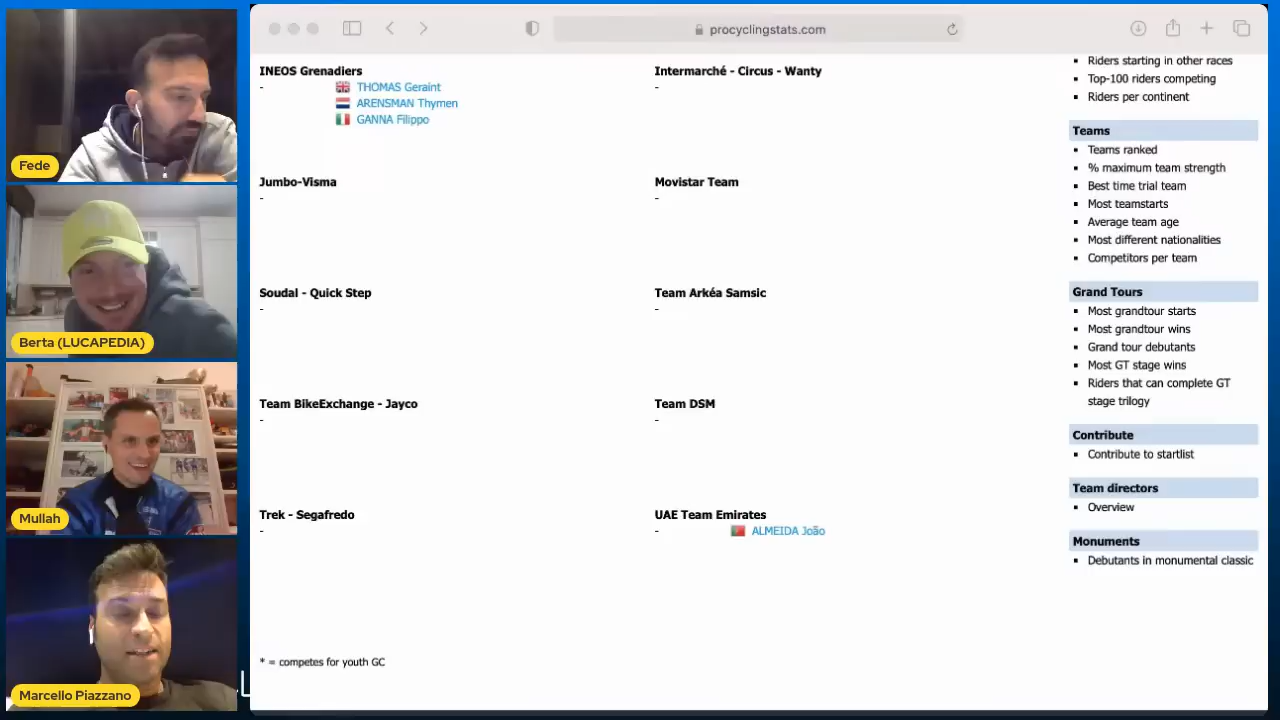 Fede
Berta (LUCAPEDIA)
Mullah
Marcello Piazzano
procyclingstats.com
INEOS Grenadiers
-
THOMAS Geraint
ARENSMAN Thymen
GANNA Filippo
Intermarché - Circus - Wanty
-
Jumbo-Visma
-
Movistar Team
-
Soudal - Quick Step
-
Team Arkéa Samsic
-
Team BikeExchange - Jayco
-
Team DSM
-
Trek - Segafredo
-
UAE Team Emirates
-
ALMEIDA João
* = competes for youth GC
Riders starting in other races
Top-100 riders competing
Riders per continent
Teams
Teams ranked
% maximum team strength
Best time trial team
Most teamstarts
Average team age
Most different nationalities
Competitors per team
Grand Tours
Most grandtour starts
Most grandtour wins
Grand tour debutants
Most GT stage wins
Riders that can complete GT
stage trilogy
Contribute
Contribute to startlist
Team directors
Overview
Monuments
Debutants in monumental classic